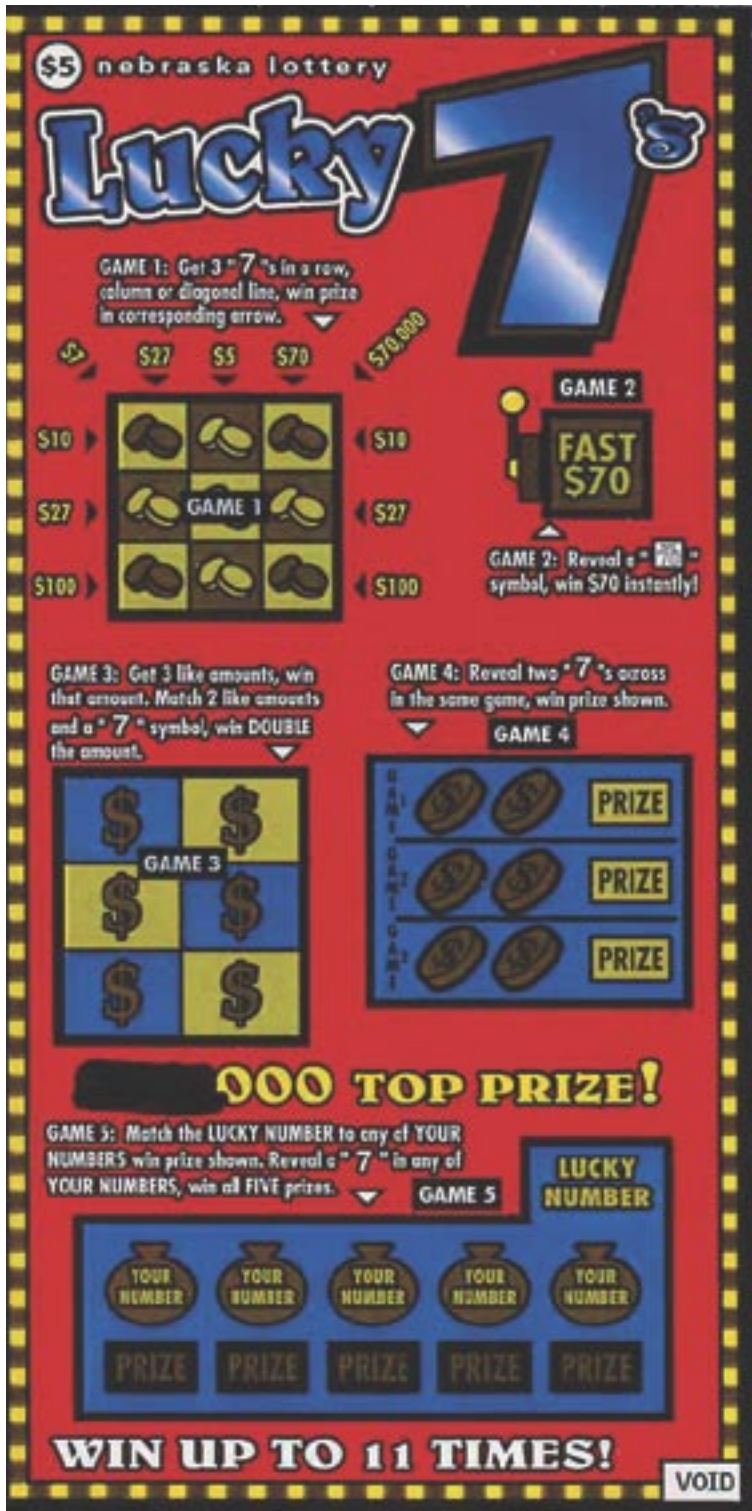 $5 nebraska lottery
Lucky 7's
GAME 1: Get 3 "7"s in a row,
column or diagonal line, win prize
in corresponding arrow.
$7 $27 $5 $70 $70,000
$10 $10
$27 GAME 1 $27
$100 $100
GAME 2
FAST
$70
GAME 2: Reveal a " "
symbol, win $70 instantly!
GAME 3: Get 3 like amounts, win
that amount. Match 2 like amounts
and a "7" symbol, win DOUBLE
the amount.
$ $
GAME 3
$ $
$ $
GAME 4: Reveal two "7"s across
in the same game, win prize shown.
GAME 4
GAME 1 $ $ PRIZE
GAME 2 $ $ PRIZE
GAME 3 $ $ PRIZE
000 TOP PRIZE!
GAME 5: Match the LUCKY NUMBER to any of YOUR
NUMBERS win prize shown. Reveal a "7" in any of
YOUR NUMBERS, win all FIVE prizes.
GAME 5
LUCKY
NUMBER
YOUR YOUR YOUR YOUR YOUR
NUMBER NUMBER NUMBER NUMBER NUMBER
PRIZE PRIZE PRIZE PRIZE PRIZE
WIN UP TO 11 TIMES!
VOID